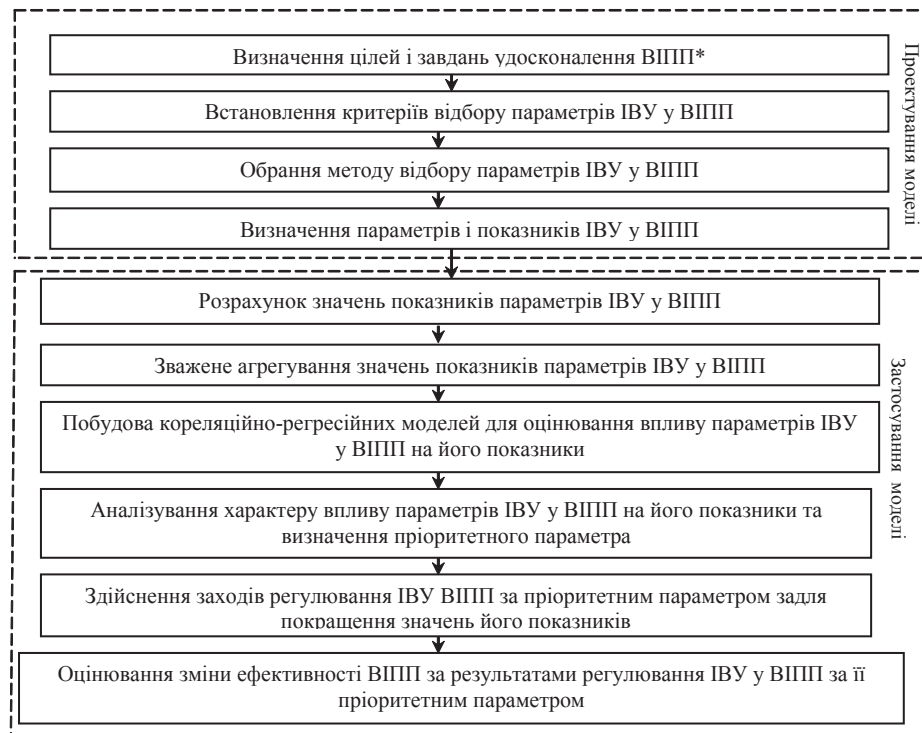 Визначення цілей і завдань удосконалення ВІПП*
Встановлення критеріїв відбору параметрів ІВУ у ВІПП
Обрання методу відбору параметрів ІВУ у ВІПП
Визначення параметрів і показників ІВУ у ВІПП
Проектування моделі
Розрахунок значень показників параметрів ІВУ у ВІПП
Зважене агрегування значень показників параметрів ІВУ у ВІПП
Побудова кореляційно-регресійних моделей для оцінювання впливу параметрів ІВУ
у ВІПП на його показники
Аналізування характеру впливу параметрів ІВУ у ВІПП на його показники та
визначення пріоритетного параметра
Здійснення заходів регулювання ІВУ ВІПП за пріоритетним параметром задля
покращення значень його показників
Оцінювання зміни ефективності ВІПП за результатами регулювання ІВУ у ВІПП за її
пріоритетним параметром
Застосування моделі